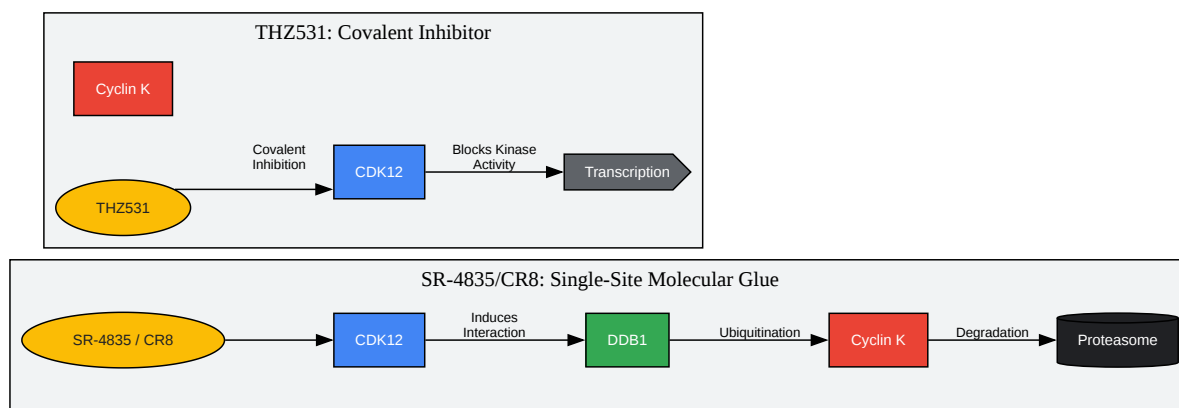 THZ531: Covalent Inhibitor
Cyclin K
Covalent
Inhibition
Blocks Kinase
Activity
CDK12
Transcription
THZ531
SR-4835/CR8: Single-Site Molecular Glue
SR-4835 / CR8
CDK12
Induces
Interaction
DDB1
Ubiquitination
Cyclin K
Degradation
Proteasome